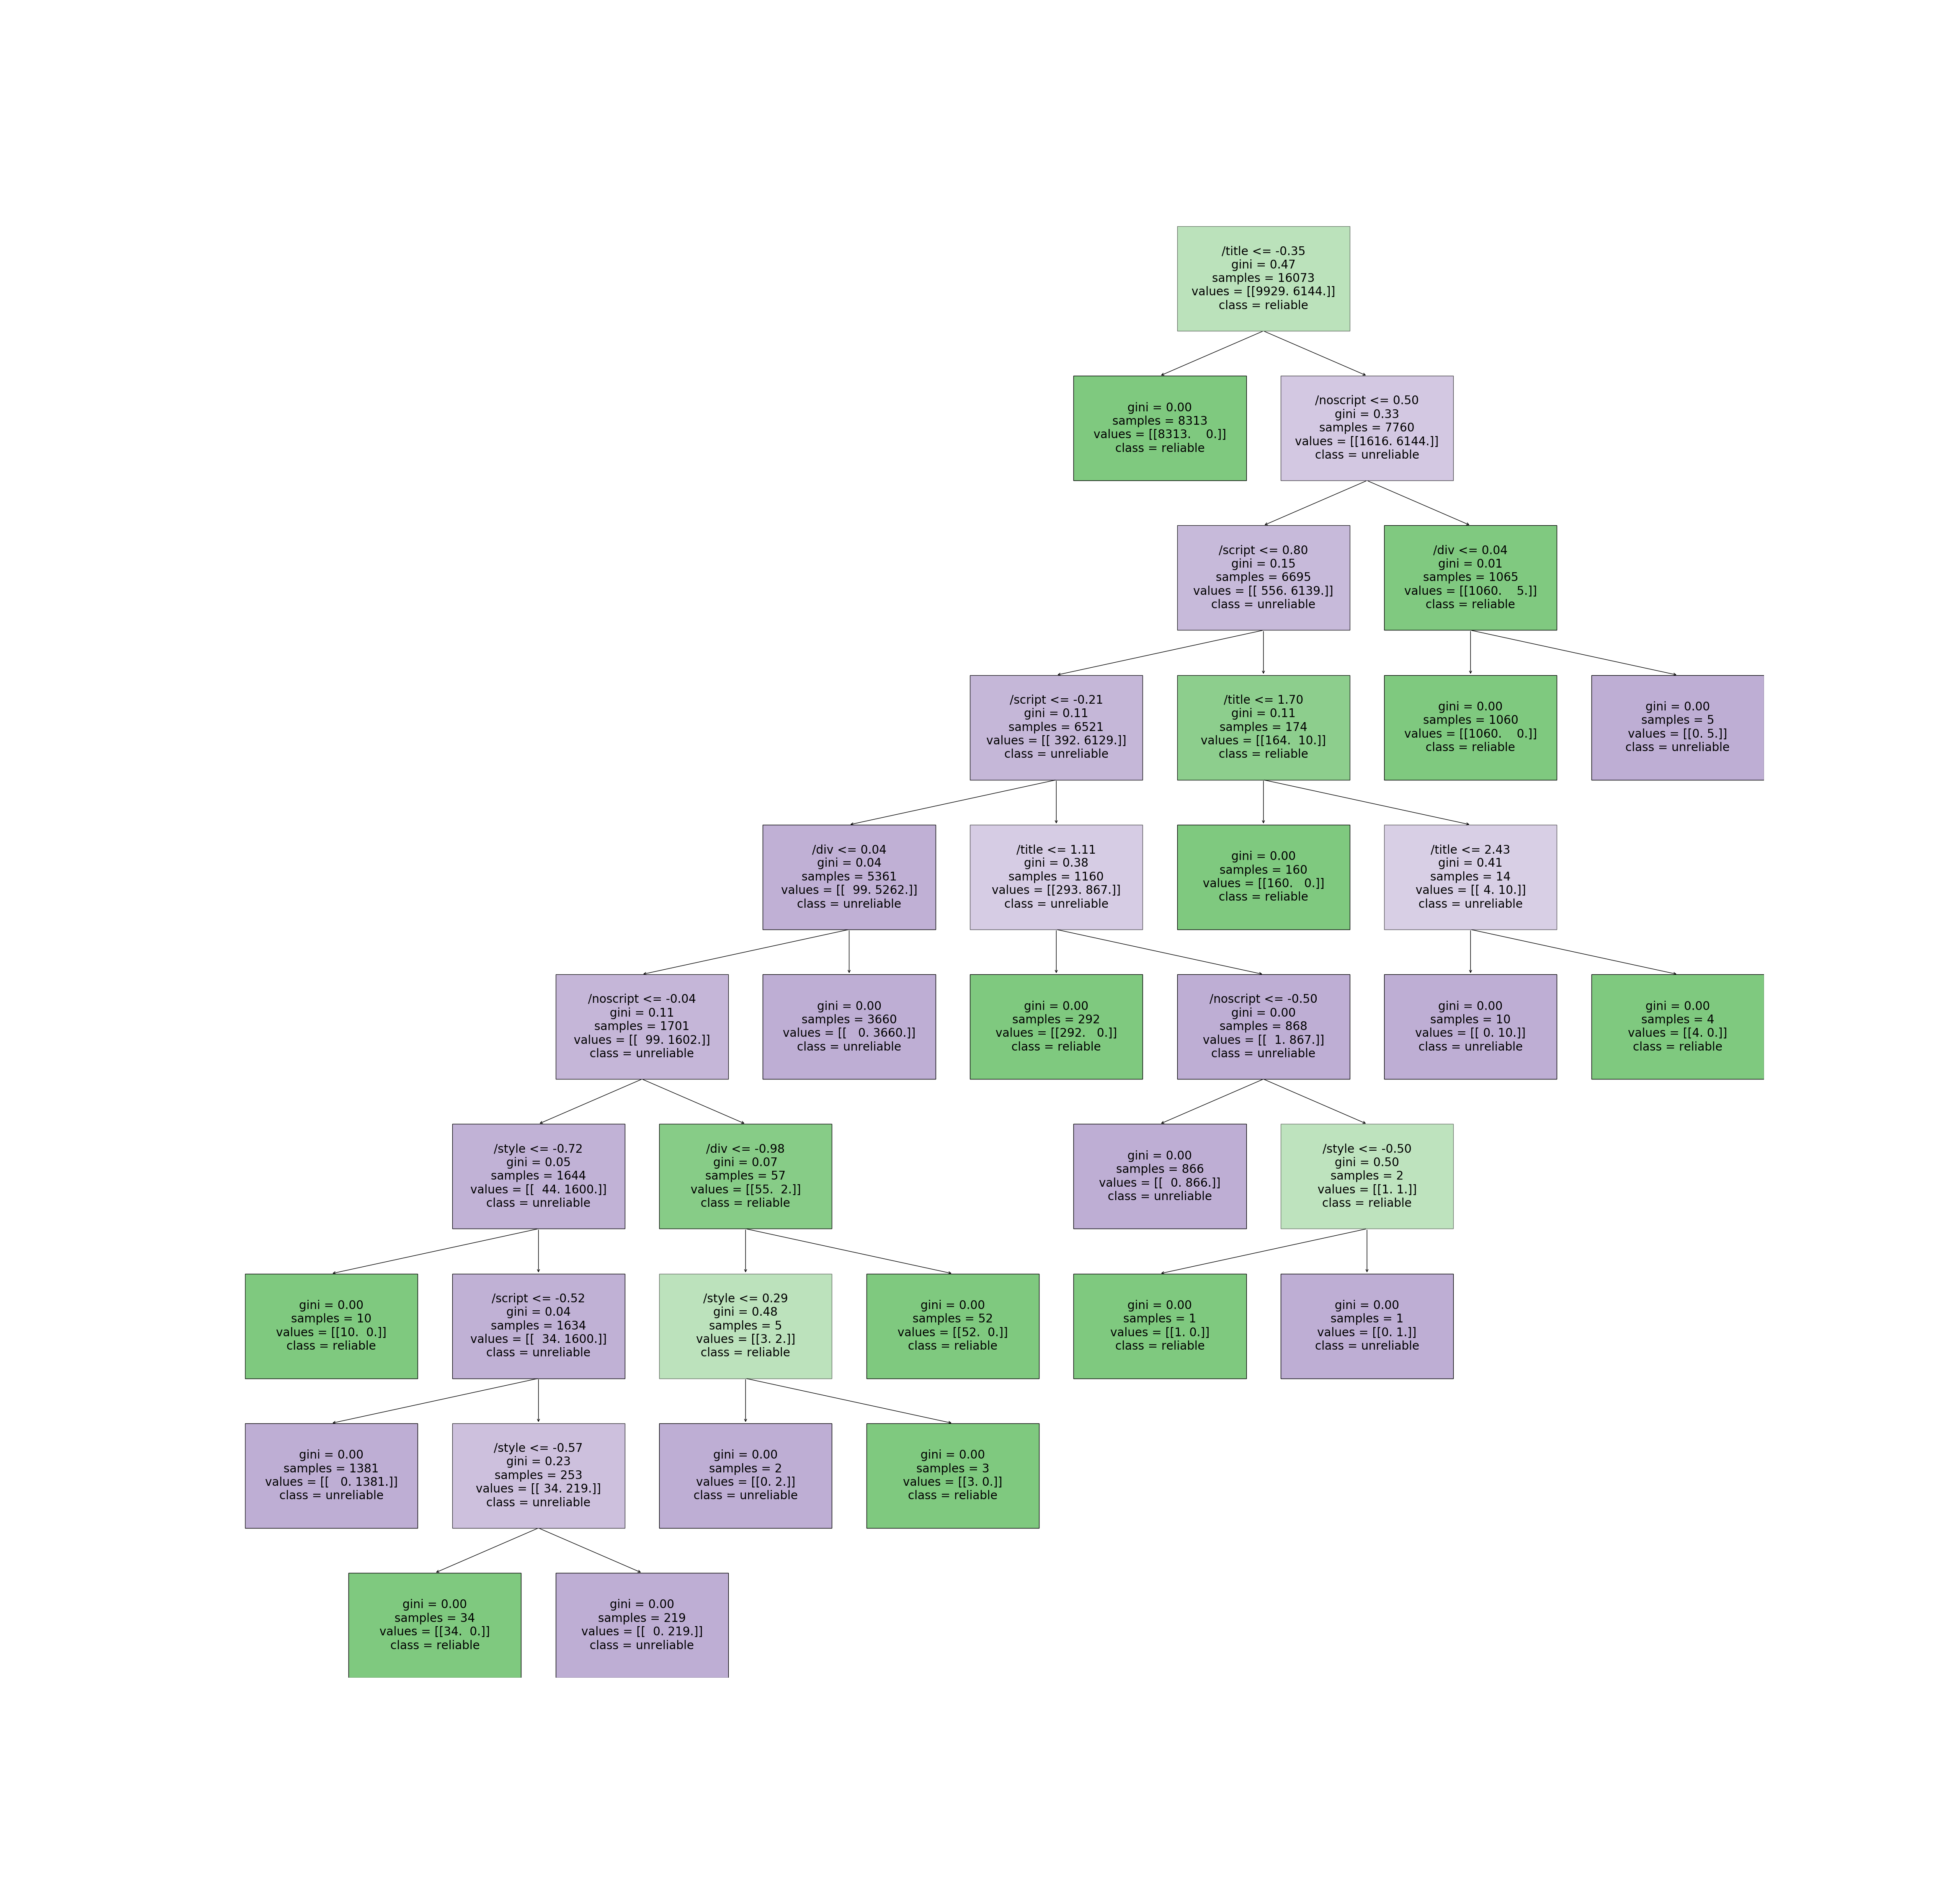 /title <= -0.35
gini = 0.47
samples = 16073
values = [[9929. 6144.]]
class = reliable
gini = 0.00
samples = 8313
values = [[8313.    0.]]
class = reliable
/noscript <= 0.50
gini = 0.33
samples = 7760
values = [[1616. 6144.]]
class = unreliable
/script <= 0.80
gini = 0.15
samples = 6695
values = [[ 556. 6139.]]
class = unreliable
/div <= 0.04
gini = 0.01
samples = 1065
values = [[1060.    5.]]
class = reliable
/script <= -0.21
gini = 0.11
samples = 6521
values = [[ 392. 6129.]]
class = unreliable
/title <= 1.70
gini = 0.11
samples = 174
values = [[164.  10.]]
class = reliable
gini = 0.00
samples = 1060
values = [[1060.    0.]]
class = reliable
gini = 0.00
samples = 5
values = [[0. 5.]]
class = unreliable
/div <= 0.04
gini = 0.04
samples = 5361
values = [[  99. 5262.]]
class = unreliable
/title <= 1.11
gini = 0.38
samples = 1160
values = [[293. 867.]]
class = unreliable
gini = 0.00
samples = 160
values = [[160.   0.]]
class = reliable
/title <= 2.43
gini = 0.41
samples = 14
values = [[ 4. 10.]]
class = unreliable
/noscript <= -0.04
gini = 0.11
samples = 1701
values = [[  99. 1602.]]
class = unreliable
gini = 0.00
samples = 3660
values = [[   0. 3660.]]
class = unreliable
gini = 0.00
samples = 292
values = [[292.   0.]]
class = reliable
/noscript <= -0.50
gini = 0.00
samples = 868
values = [[  1. 867.]]
class = unreliable
gini = 0.00
samples = 10
values = [[ 0. 10.]]
class = unreliable
gini = 0.00
samples = 4
values = [[4. 0.]]
class = reliable
/style <= -0.72
gini = 0.05
samples = 1644
values = [[  44. 1600.]]
class = unreliable
/div <= -0.98
gini = 0.07
samples = 57
values = [[55.  2.]]
class = reliable
gini = 0.00
samples = 866
values = [[  0. 866.]]
class = unreliable
/style <= -0.50
gini = 0.50
samples = 2
values = [[1. 1.]]
class = reliable
gini = 0.00
samples = 10
values = [[10.  0.]]
class = reliable
/script <= -0.52
gini = 0.04
samples = 1634
values = [[  34. 1600.]]
class = unreliable
/style <= 0.29
gini = 0.48
samples = 5
values = [[3. 2.]]
class = reliable
gini = 0.00
samples = 52
values = [[52.  0.]]
class = reliable
gini = 0.00
samples = 1
values = [[1. 0.]]
class = reliable
gini = 0.00
samples = 1
values = [[0. 1.]]
class = unreliable
gini = 0.00
samples = 1381
values = [[   0. 1381.]]
class = unreliable
/style <= -0.57
gini = 0.23
samples = 253
values = [[ 34. 219.]]
class = unreliable
gini = 0.00
samples = 2
values = [[0. 2.]]
class = unreliable
gini = 0.00
samples = 3
values = [[3. 0.]]
class = reliable
gini = 0.00
samples = 34
values = [[34.  0.]]
class = reliable
gini = 0.00
samples = 219
values = [[  0. 219.]]
class = unreliable